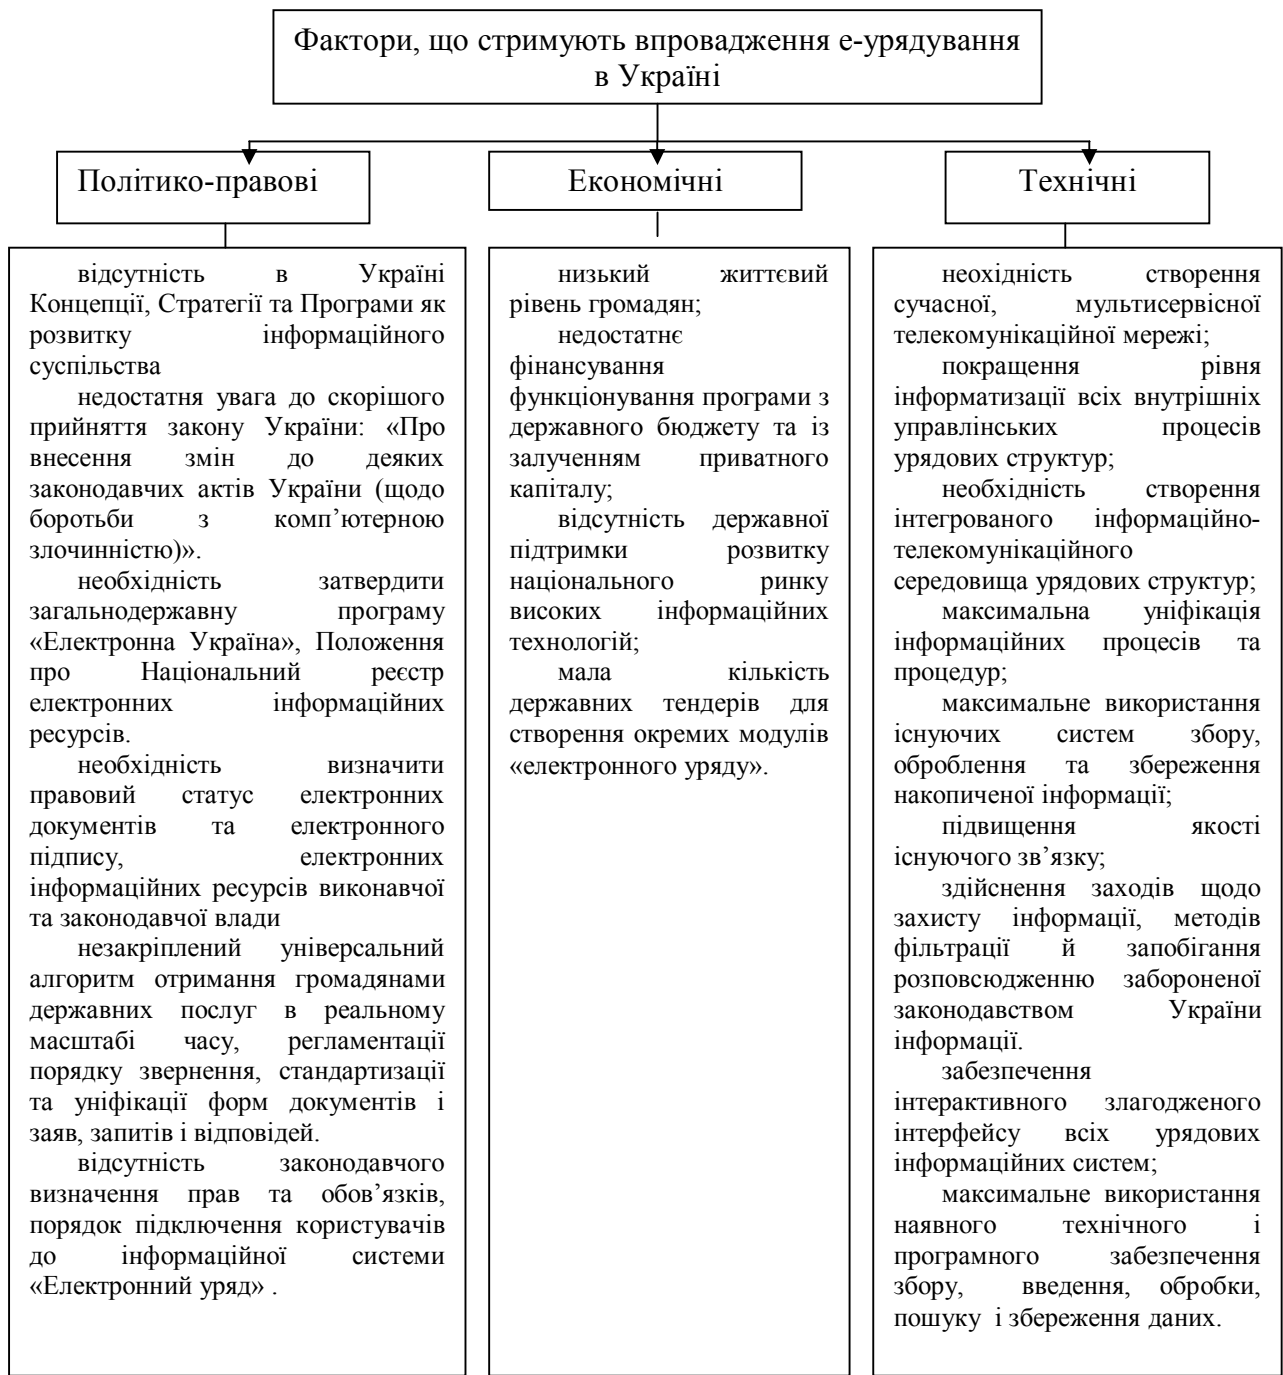 Фактори, що стримують впровадження е-урядування
в Україні
Політико-правові
Економічні
Технічні
відсутність в Україні
Концепції, Стратегії та Програми як
розвитку інформаційного
суспільства
недостатня увага до скорішого
прийняття закону України: «Про
внесення змін до деяких
законодавчих актів України (щодо
боротьби з комп’ютерною
злочинністю)».
необхідність затвердити
загальнодержавну програму
«Електронна Україна», Положення
про Національний реєстр
електронних інформаційних
ресурсів.
необхідність визначити
правовий статус електронних
документів та електронного
підпису, електронних
інформаційних ресурсів виконавчої
та законодавчої влади
незакріплений універсальний
алгоритм отримання громадянами
державних послуг в реальному
масштабі часу, регламентації
порядку звернення, стандартизації
та уніфікації форм документів і
заяв, запитів і відповідей.
відсутність законодавчого
визначення прав та обов’язків,
порядок підключення користувачів
до інформаційної системи
«Електронний уряд» .
низький життєвий
рівень громадян;
недостатнє
фінансування
функціонування програми з
державного бюджету та із
залученням приватного
капіталу;
відсутність державної
підтримки розвитку
національного ринку
високих інформаційних
технологій;
мала кількість
державних тендерів для
створення окремих модулів
«електронного уряду».
неохідність створення
сучасної, мультисервісної
телекомунікаційної мережі;
покращення рівня
інформатизації всіх внутрішніх
управлінських процесів
урядових структур;
необхідність створення
інтегрованого інформаційно-
телекомунікаційного
середовища урядових структур;
максимальна уніфікація
інформаційних процесів та
процедур;
максимальне використання
існуючих систем збору,
оброблення та збереження
накопиченої інформації;
підвищення якості
існуючого зв’язку;
здійснення заходів щодо
захисту інформації, методів
фільтрації й запобігання
розповсюдженню забороненої
законодавством України
інформації.
забезпечення
інтерактивного злагодженого
інтерфейсу всіх урядових
інформаційних систем;
максимальне використання
наявного технічного і
програмного забезпечення
збору, введення, обробки,
пошуку і збереження даних.